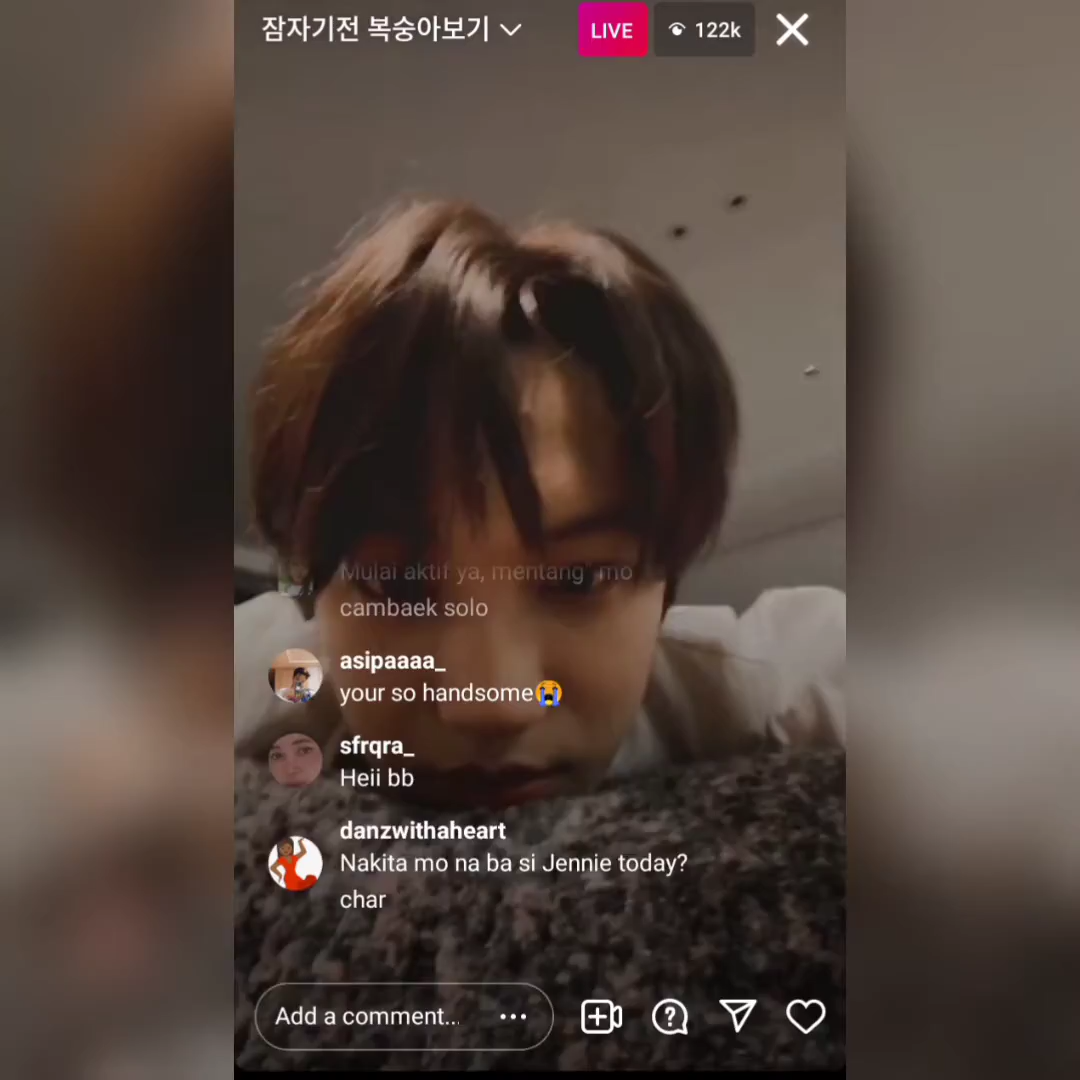 잠자기전 복숭아보기
LIVE
122k
Mulai aktif ya, mentang mo
cambaek solo
asipaaaa_
your so handsome😭
sfrqra_
Heii bb
danzwithaheart
Nakita mo na ba si Jennie today?
char
Add a comment...